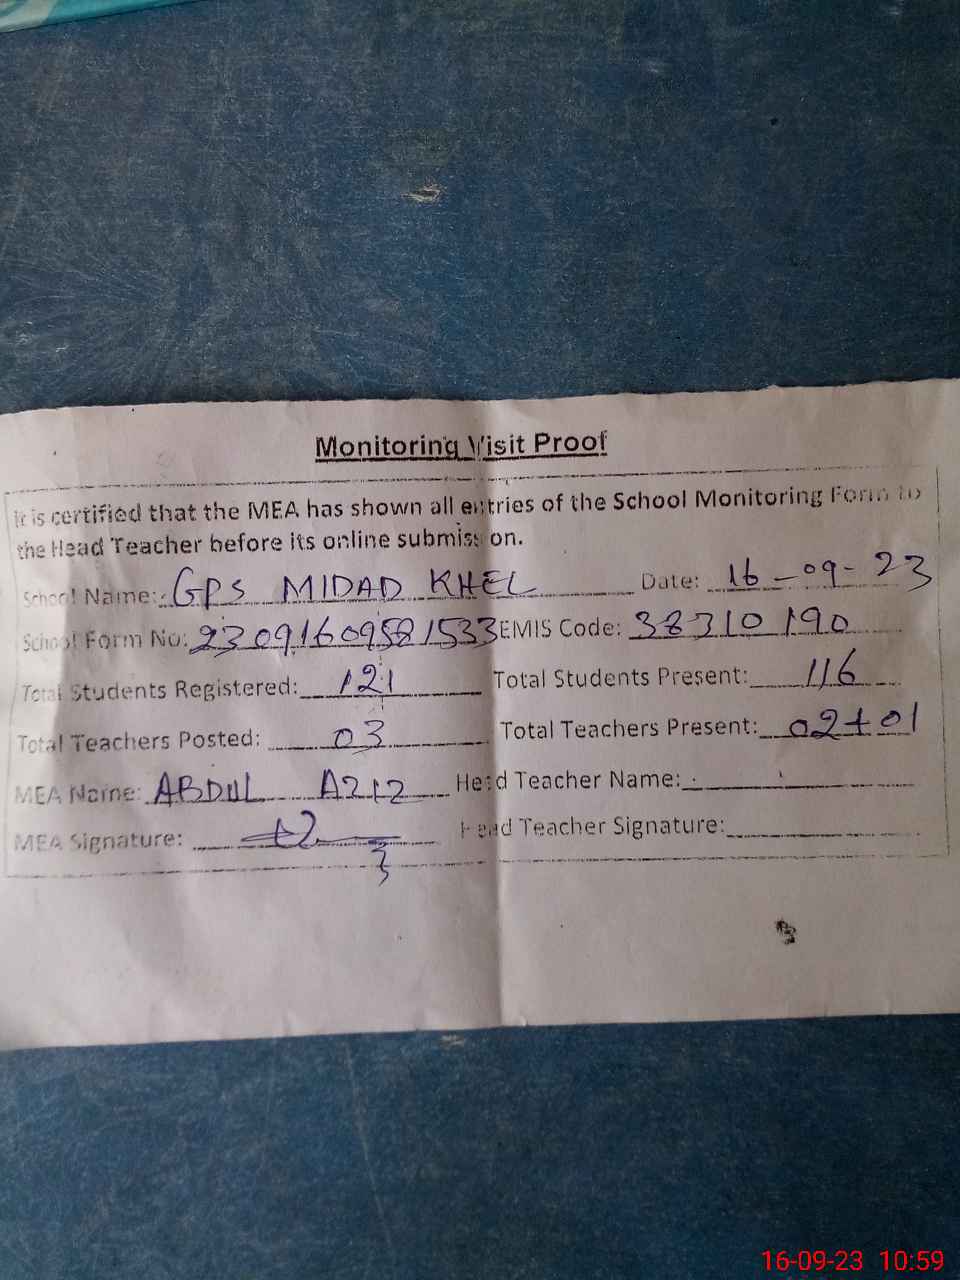 Monitoring Visit Proof
It is certified that the MEA has shown all entries of the School Monitoring Form to
the Head Teacher before its online submission.
School Name: GPS MIDAD KHEL Date: 16-09-23
School Form No: 23091609581533 EMIS Code: 38310190
Total Students Registered: 121 Total Students Present: 116
Total Teachers Posted: 03 Total Teachers Present: 02+01
MEA Name: ABDUL AZIZ Head Teacher Name:
MEA Signature: Head Teacher Signature:
16-09-23 10:59